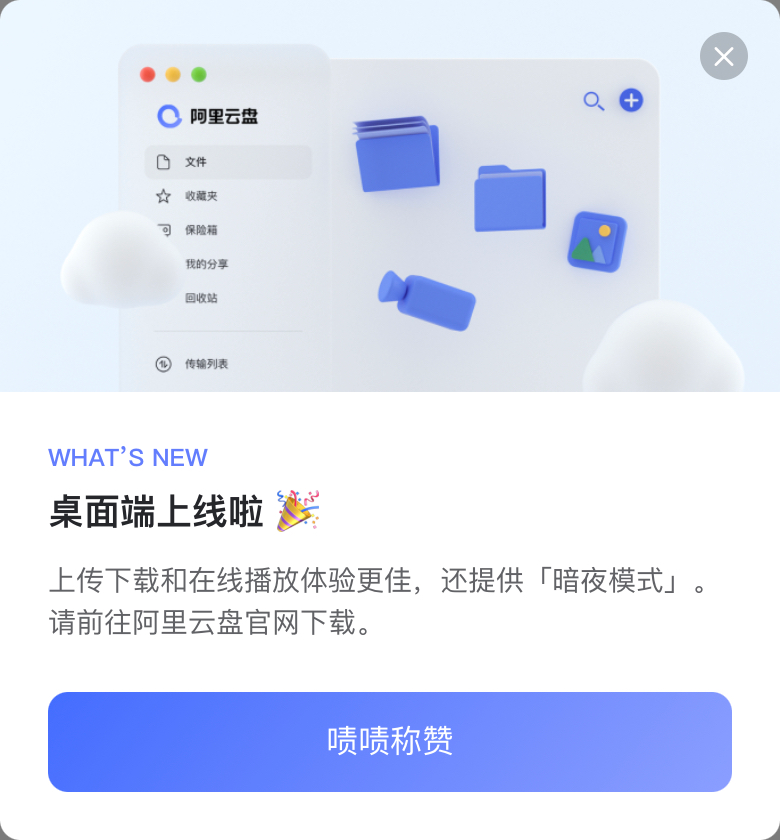 阿里云盘
文件
收藏夹
保险箱
我的分享
回收站
传输列表
WHAT'S NEW
桌面端上线啦 🎉
上传下载和在线播放体验更佳，还提供「暗夜模式」。
请前往阿里云盘官网下载。
啧啧称赞